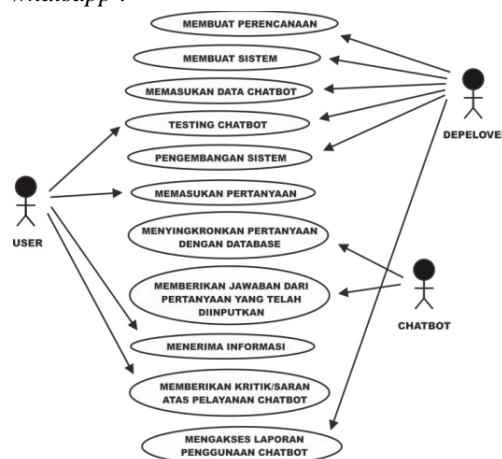 whatsapp".
MEMBUAT PERENCANAAN
MEMBUAT SISTEM
MEMASUKAN DATA CHATBOT
TESTING CHATBOT
DEPELOVE
PENGEMBANGAN SISTEM
MEMASUKAN PERTANYAAN
USER
MENYINGKRONKAN PERTANYAAN
DENGAN DATABASE
MEMBERIKAN JAWABAN DARI
PERTANYAAN YANG TELAH
DIINPUTKAN
CHATBOT
MENERIMA INFORMASI
MEMBERIKAN KRITIK/SARAN
ATAS PELAYANAN CHATBOT
MENGAKSES LAPORAN
PENGGUNAAN CHATBOT